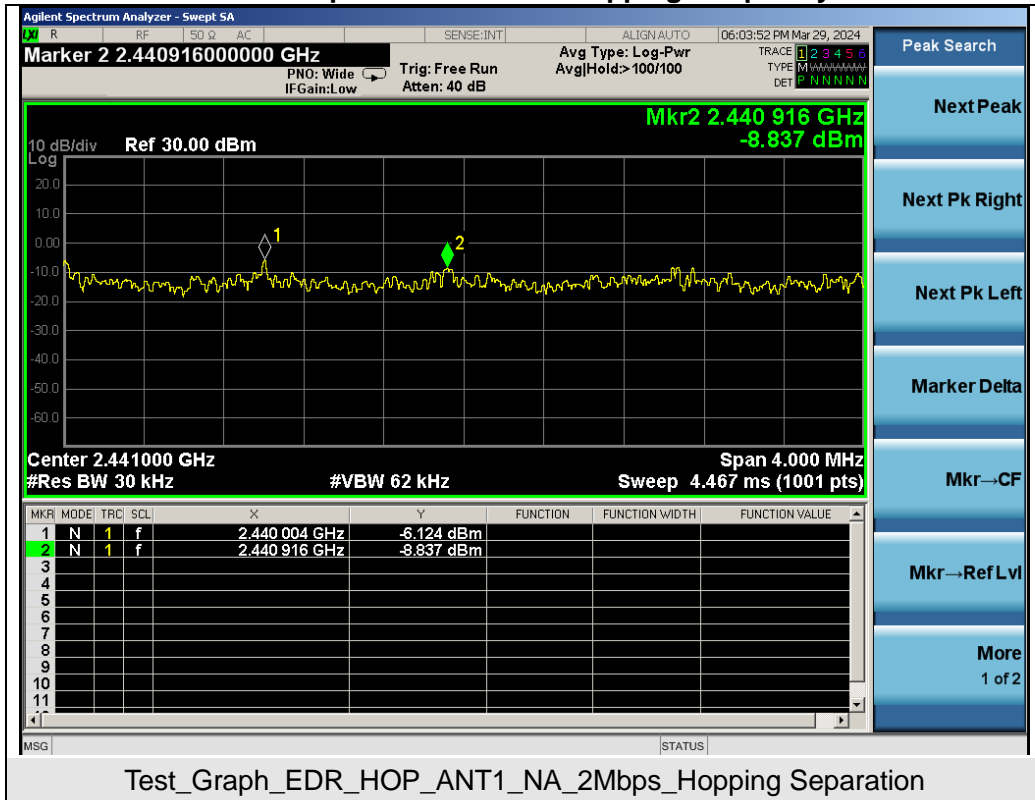 Agilent Spectrum Analyzer - Swept SA
LXI R RF 50 Ω AC SENSE:INT ALIGN AUTO 06:03:52 PM Mar 29, 2024
Marker 2 2.440916000000 GHz
PNO: Wide
IFGain:Low
Trig: Free Run
Atten: 40 dB
Avg Type: Log-Pwr
Avg|Hold:>100/100
TRACE 1 2 3 4 5 6
TYPE M WWWWW
DET P N N N N N
Peak Search
Next Peak
Next Pk Right
Next Pk Left
Marker Delta
Mkr→CF
Mkr→Ref Lvl
More
1 of 2
Mkr2 2.440 916 GHz
-8.837 dBm
10 dB/div Ref 30.00 dBm
Log
20.0
10.0
0.00
-10.0
-20.0
-30.0
-40.0
-50.0
-60.0
1
2
Center 2.441000 GHz Span 4.000 MHz
#Res BW 30 kHz #VBW 62 kHz Sweep 4.467 ms (1001 pts)
MKR MODE TRC SCL X Y FUNCTION FUNCTION WIDTH FUNCTION VALUE
1 N 1 f 2.440 004 GHz -6.124 dBm
2 N 1 f 2.440 916 GHz -8.837 dBm
3
4
5
6
7
8
9
10
11
MSG STATUS
Test_Graph_EDR_HOP_ANT1_NA_2Mbps_Hopping Separation